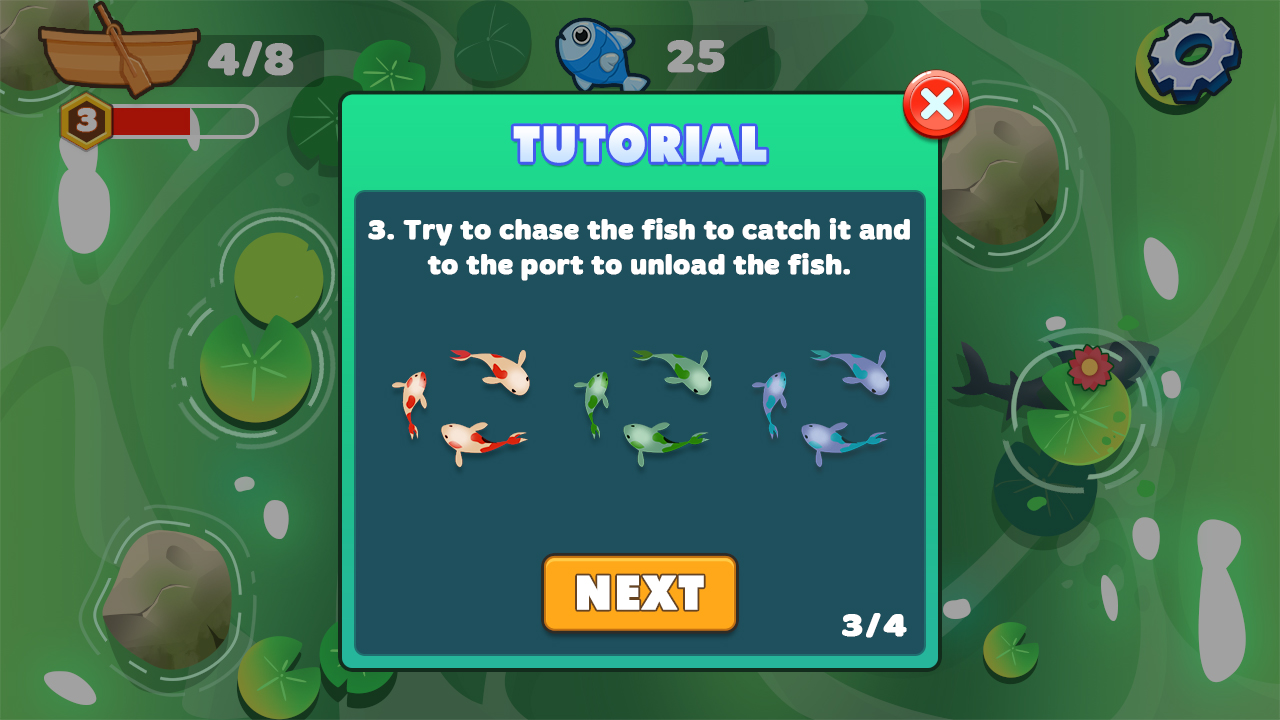 4/8
25
3
TUTORIAL
3. Try to chase the fish to catch it and
to the port to unload the fish.
NEXT
3/4